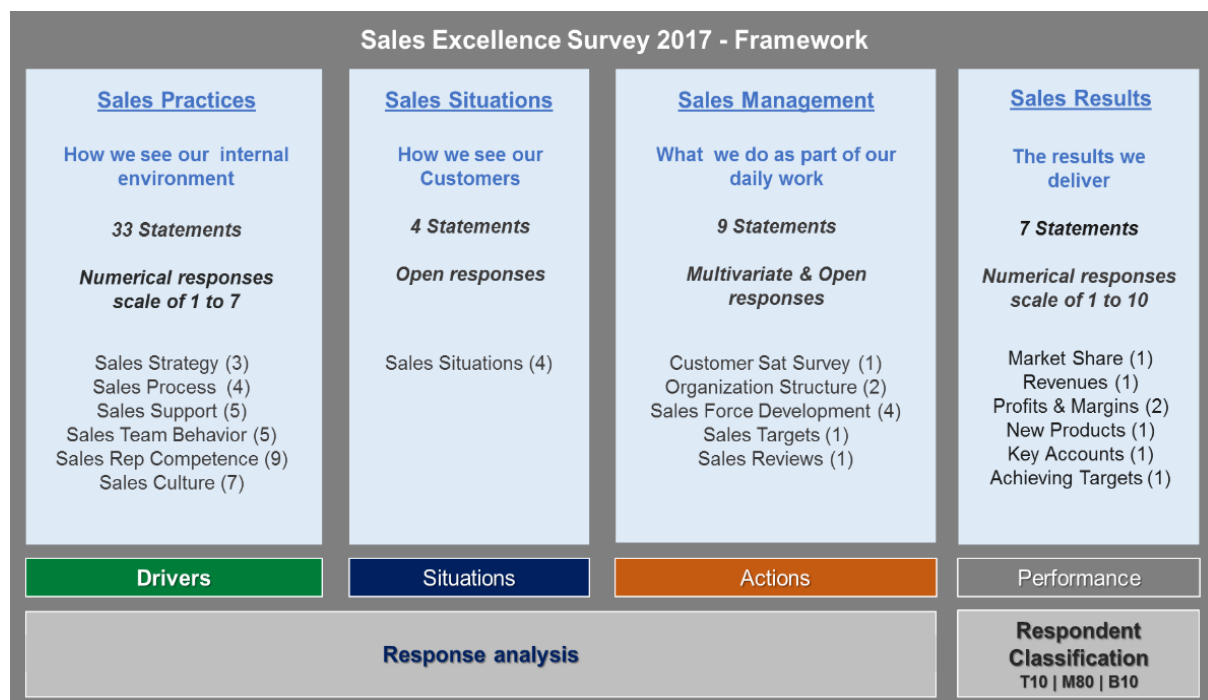 Sales Excellence Survey 2017 - Framework
Sales Practices
How we see our internal
environment
33 Statements
Numerical responses
scale of 1 to 7
Sales Strategy (3)
Sales Process (4)
Sales Support (5)
Sales Team Behavior (5)
Sales Rep Competence (9)
Sales Culture (7)
Drivers
Sales Situations
How we see our
Customers
4 Statements
Open responses
Sales Situations (4)
Situations
Sales Management
What we do as part of our
daily work
9 Statements
Multivariate & Open
responses
Customer Sat Survey (1)
Organization Structure (2)
Sales Force Development (4)
Sales Targets (1)
Sales Reviews (1)
Actions
Sales Results
The results we
deliver
7 Statements
Numerical responses
scale of 1 to 10
Market Share (1)
Revenues (1)
Profits & Margins (2)
New Products (1)
Key Accounts (1)
Achieving Targets (1)
Performance
Response analysis
Respondent
Classification
T10 | M80 | B10